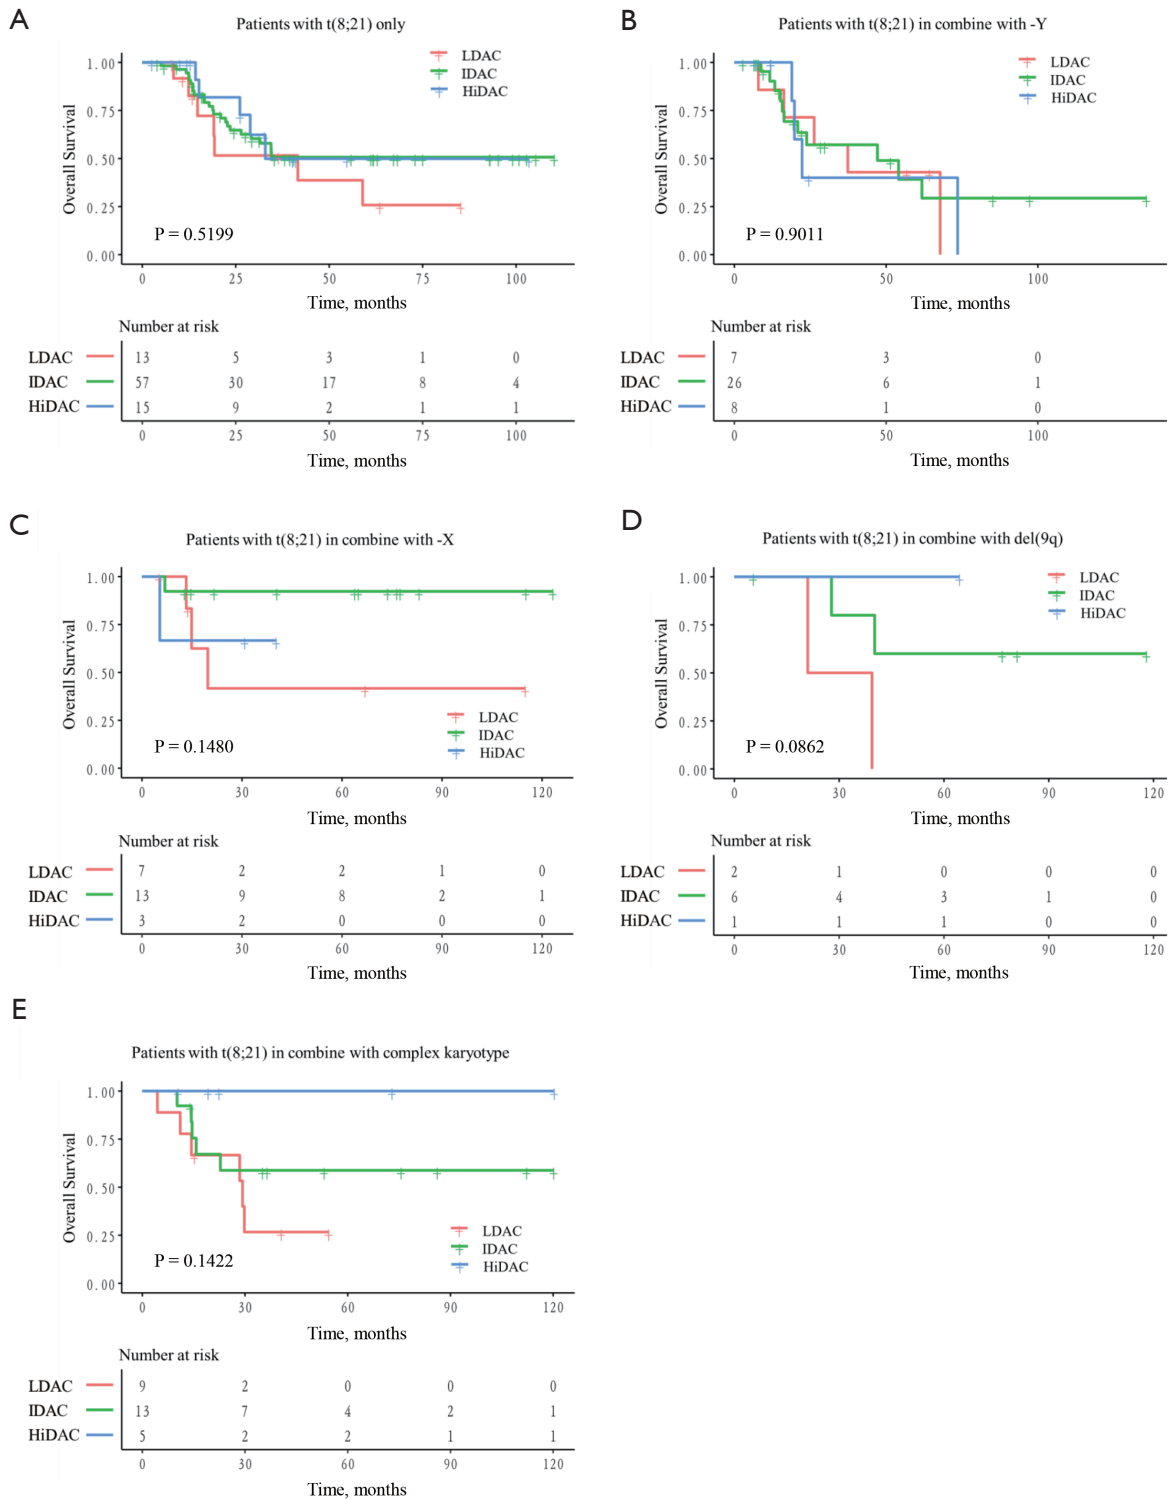 A
Patients with t(8;21) only
LDAC
IDAC
HiDAC
1.00
0.75
0.50
0.25
0.00
Overall Survival
P = 0.5199
0 25 50 75 100
Time, months
Number at risk
LDAC 13 5 3 1 0
IDAC 57 30 17 8 4
HiDAC 15 9 2 1 1
0 25 50 75 100
Time, months
B
Patients with t(8;21) in combine with -Y
LDAC
IDAC
HiDAC
1.00
0.75
0.50
0.25
0.00
Overall Survival
P = 0.9011
0 50 100
Time, months
Number at risk
LDAC 7 3 0
IDAC 26 6 1
HiDAC 8 1 0
0 50 100
Time, months
C
Patients with t(8;21) in combine with -X
1.00
0.75
0.50
0.25
0.00
Overall Survival
LDAC
IDAC
HiDAC
P = 0.1480
0 30 60 90 120
Time, months
Number at risk
LDAC 7 2 2 1 0
IDAC 13 9 8 2 1
HiDAC 3 2 0 0 0
0 30 60 90 120
Time, months
D
Patients with t(8;21) in combine with del(9q)
LDAC
IDAC
HiDAC
1.00
0.75
0.50
0.25
0.00
Overall Survival
P = 0.0862
0 30 60 90 120
Time, months
Number at risk
LDAC 2 1 0 0 0
IDAC 6 4 3 1 0
HiDAC 1 1 1 0 0
0 30 60 90 120
Time, months
E
Patients with t(8;21) in combine with complex karyotype
1.00
0.75
0.50
0.25
0.00
Overall Survival
LDAC
IDAC
HiDAC
P = 0.1422
0 30 60 90 120
Time, months
Number at risk
LDAC 9 2 0 0 0
IDAC 13 7 4 2 1
HiDAC 5 2 2 1 1
0 30 60 90 120
Time, months